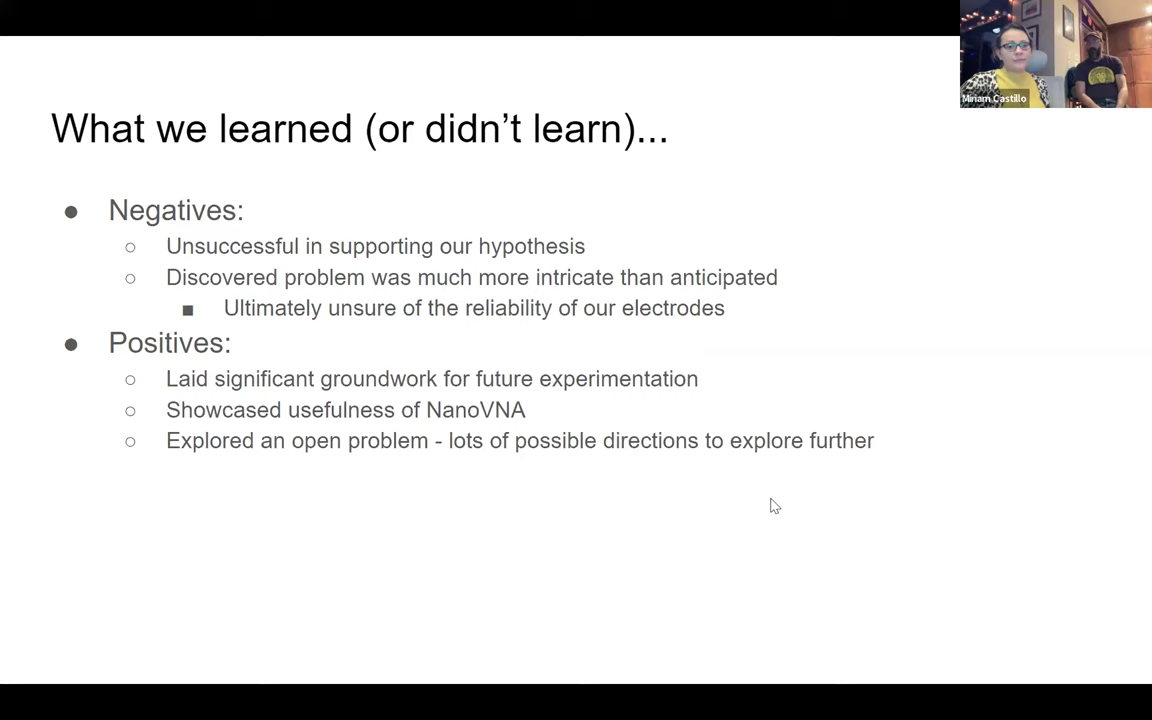 Miriam Castillo
What we learned (or didn’t learn)...
● Negatives:
○ Unsuccessful in supporting our hypothesis
○ Discovered problem was much more intricate than anticipated
■ Ultimately unsure of the reliability of our electrodes
● Positives:
○ Laid significant groundwork for future experimentation
○ Showcased usefulness of NanoVNA
○ Explored an open problem - lots of possible directions to explore further